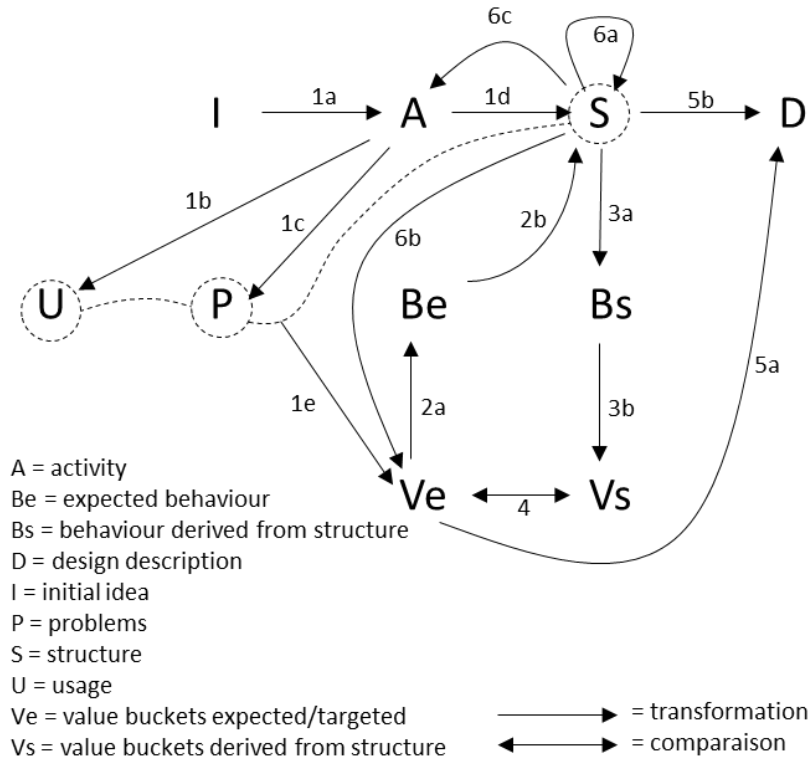 6c
6a
I
1a
A
1d
S
5b
D
1b
1c
6b
2b
3a
U
P
Be
Bs
1e
2a
3b
5a
Ve
4
Vs
A = activity
Be = expected behaviour
Bs = behaviour derived from structure
D = design description
I = initial idea
P = problems
S = structure
U = usage
Ve = value buckets expected/targeted
= transformation
Vs = value buckets derived from structure
= comparaison